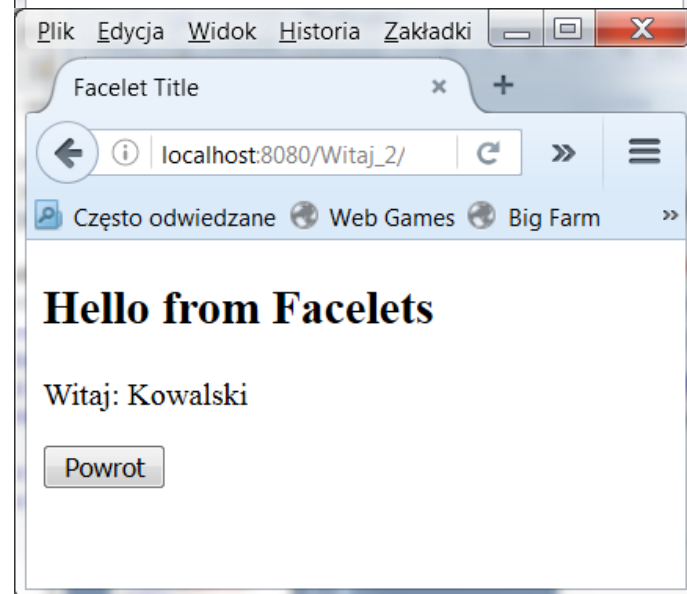 Plik Edycja Widok Historia Zakładki
Facelet Title
localhost:8080/Witaj_2/
Często odwiedzane Web Games Big Farm
Hello from Facelets
Witaj: Kowalski
Powrot